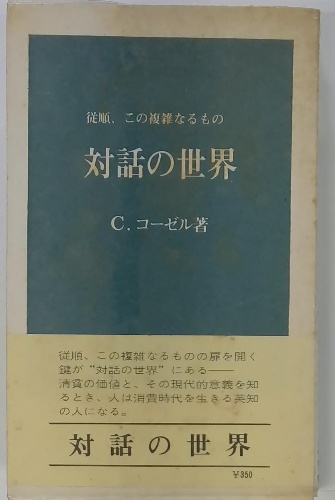 従順、この複雑なるもの
対話の世界
C. コーゼル著
従順、この複雑なるものの扉を開く
鍵が“対話の世界”にある――
清貧の価値と、その現代的意義を知
るとき、人は消費時代を生きる英知
の人になる。
対話の世界
¥350